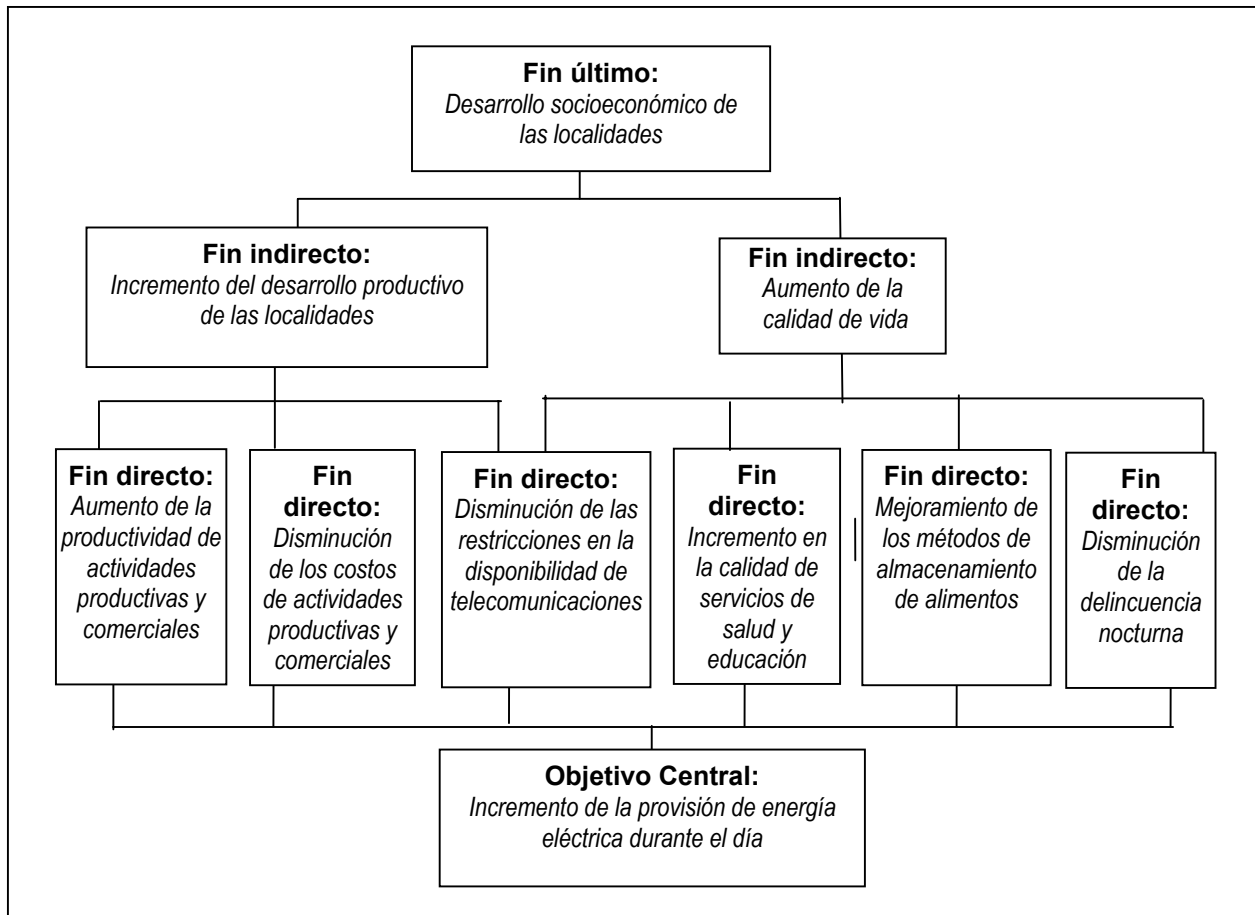 Fin último:
Desarrollo socioeconómico de
las localidades
Fin indirecto:
Incremento del desarrollo productivo
de las localidades
Fin indirecto:
Aumento de la
calidad de vida
Fin directo:
Aumento de la
productividad de
actividades
productivas y
comerciales
Fin
directo:
Disminución
de los costos
de actividades
productivas y
comerciales
Fin directo:
Disminución de las
restricciones en la
disponibilidad de
telecomunicaciones
Fin
directo:
Incremento en
la calidad de
servicios de
salud y
educación
Fin directo:
Mejoramiento de
los métodos de
almacenamiento
de alimentos
Fin
directo:
Disminución
de la
delincuencia
nocturna
Objetivo Central:
Incremento de la provisión de energía
eléctrica durante el día